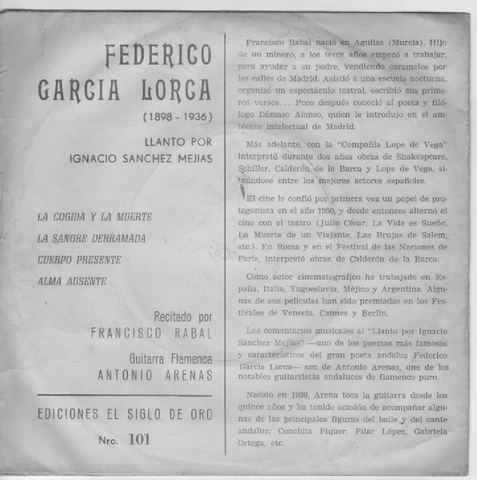 FEDERICO
GARCIA LORCA
(1898 - 1936)
LLANTO POR
IGNACIO SANCHEZ MEJIAS
LA COGIDA Y LA MUERTE
LA SANGRE DERRAMADA
CUERPO PRESENTE
ALMA AUSENTE
Recitado por
FRANCISCO RABAL
Guitarra Flamenca
ANTONIO ARENAS
EDICIONES EL SIGLO DE ORO
Nro. 101
Francisco Rabal nació en Aguilas (Murcia). Hijo
de un minero, a los trece años empezó a trabajar,
para ayudar a su padre, vendiendo caramelos por
las calles de Madrid. Asistió a una escuela nocturna,
organizó un espectáculo teatral, escribió sus pri-
meros versos... Poco después conoció al poeta y filó-
logo Dámaso Alonso, quien le introdujo en el am-
biente intelectual de Madrid.
Más adelante, con la "Compañía Lope de Vega"
interpretó durante dos años obras de Shakespeare,
Schiller, Calderón de la Barca y Lope de Vega, si-
tuándose entre los mejores actores españoles.
El cine le confió por primera vez un papel de pro-
tagonista en el año 1950, y desde entonces alternó el
cine con el teatro (Julio César, La Vida es Sueño,
La Muerte de un Viajante, Las Brujas de Salem,
etc.). En Roma y en el Festival de las Naciones de
París, interpretó obras de Calderón de la Barca.
Como actor cinematográfico ha trabajado en Es-
paña, Italia, Yugoeslavia, Méjico y Argentina. Algu-
nas de sus películas han sido premiadas en los Fes-
tivales de Venecia, Cannes y Berlín.
Los comentarios musicales al "Llanto por Ignacio
Sánchez Mejías" —uno de los poemas más famosos
y característicos del gran poeta andaluz Federico
García Lorca— son de Antonio Arenas, uno de los
notables guitarristas andaluces de flamenco puro.
Nacido en 1930, Arena toca la guitarra desde los
quince años y ha tenido ocasión de acompañar algu-
nas de las principales figuras del baile y del cante
andaluz: Conchita Piquer, Pilar López, Gabriela
Ortega, etc.